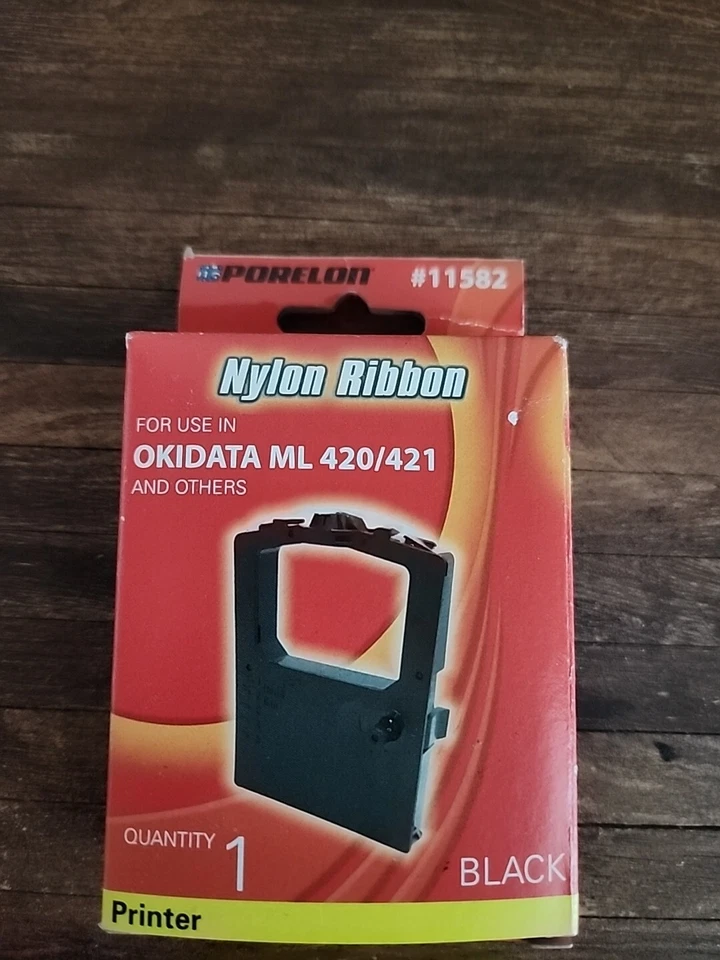 PORELON #11582
Nylon Ribbon
FOR USE IN
OKIDATA ML 420/421
AND OTHERS
QUANTITY 1
BLACK
Printer